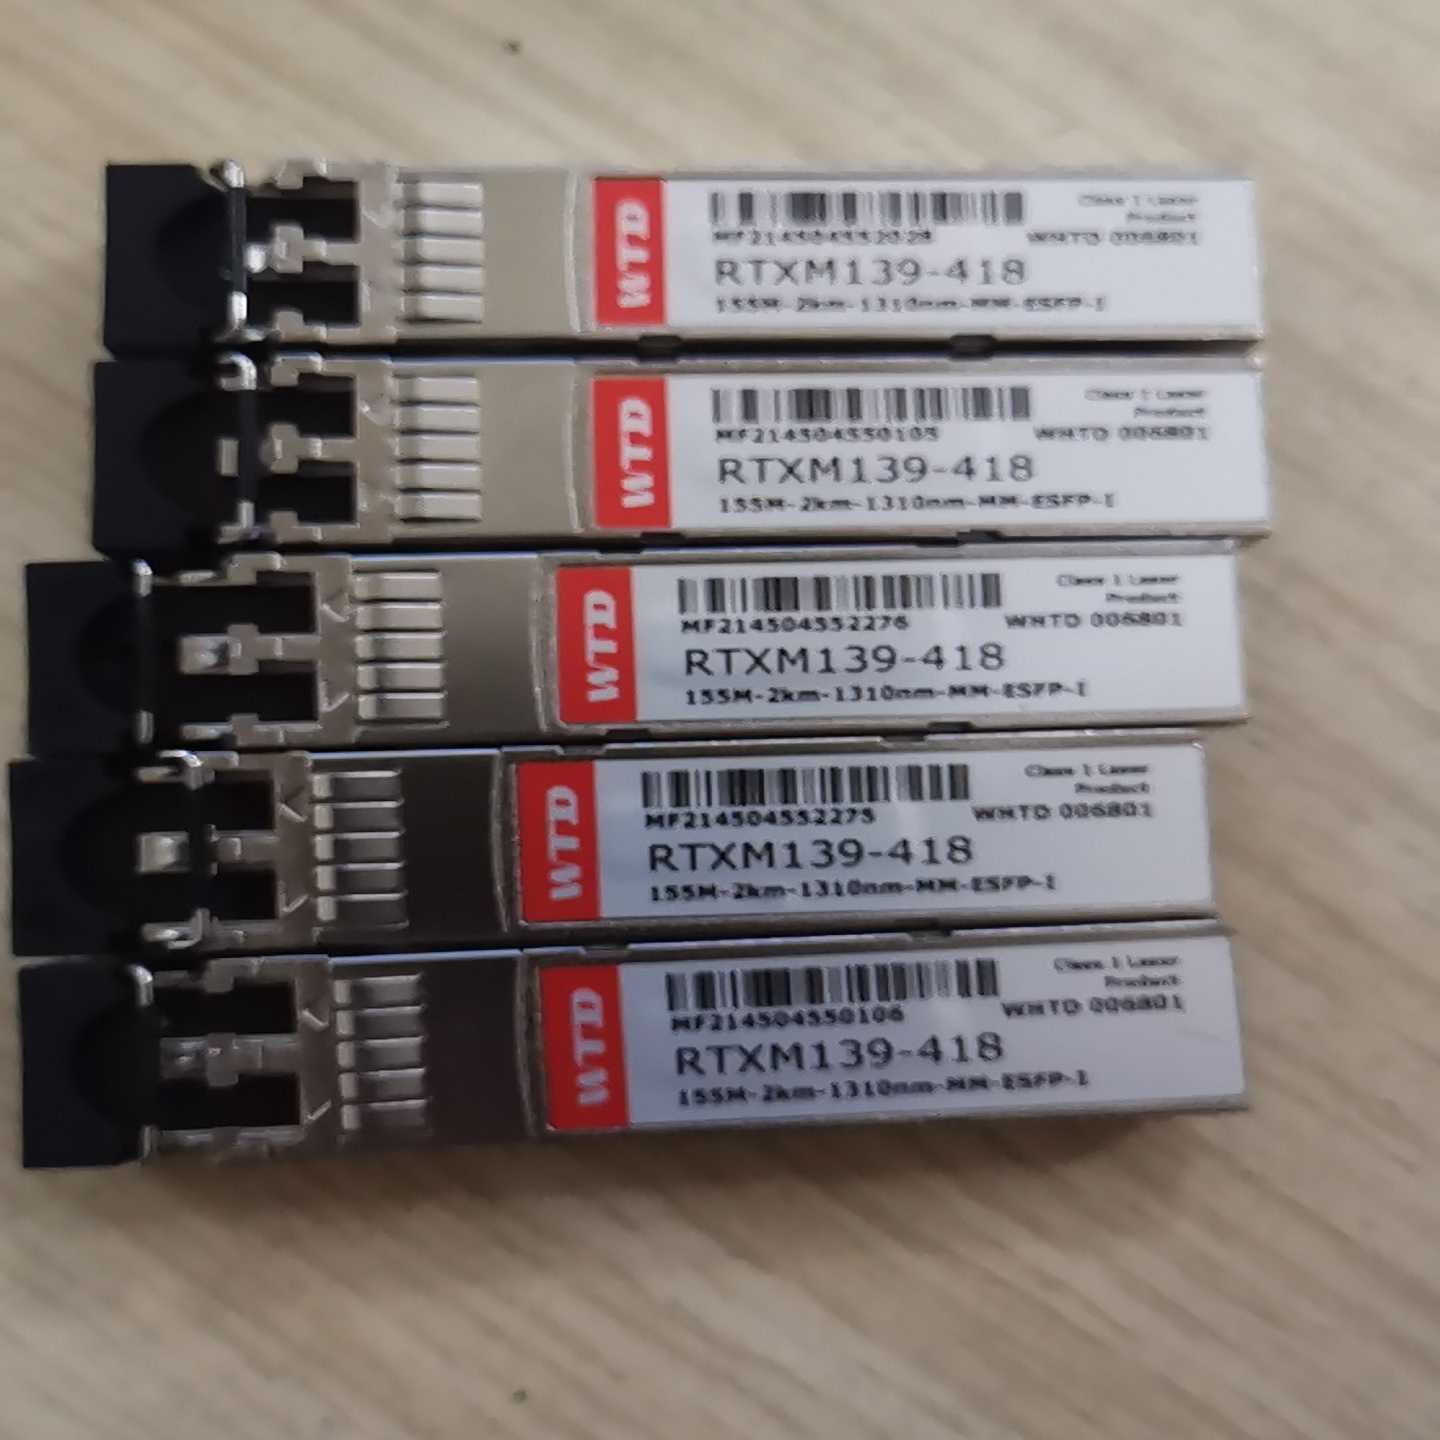 WTD
Class 1 Laser
Product
MF214504552028
WHTD 006801
RTXM139-418
155M-2km-1310nm-MM-ESFP-I
WTD
Class 1 Laser
Product
MF214504550105
WHTD 006801
RTXM139-418
155M-2km-1310nm-MM-ESFP-I
WTD
Class 1 Laser
Product
MF214504552276
WHTD 006801
RTXM139-418
155M-2km-1310nm-MM-ESFP-I
WTD
Class 1 Laser
Product
MF214504552275
WHTD 006801
RTXM139-418
155M-2km-1310nm-MM-ESFP-I
WTD
Class 1 Laser
Product
MF214504550106
WHTD 006801
RTXM139-418
155M-2km-1310nm-MM-ESFP-I